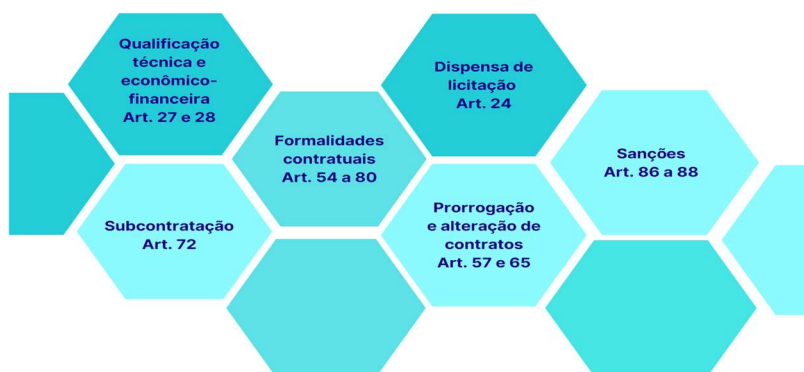 Qualificação
técnica e
econômico-
financeira
Art. 27 e 28
Dispensa de
licitação
Art. 24
Formalidades
contratuais
Art. 54 a 80
Sanções
Art. 86 a 88
Subcontratação
Art. 72
Prorrogação
e alteração de
contratos
Art. 57 e 65